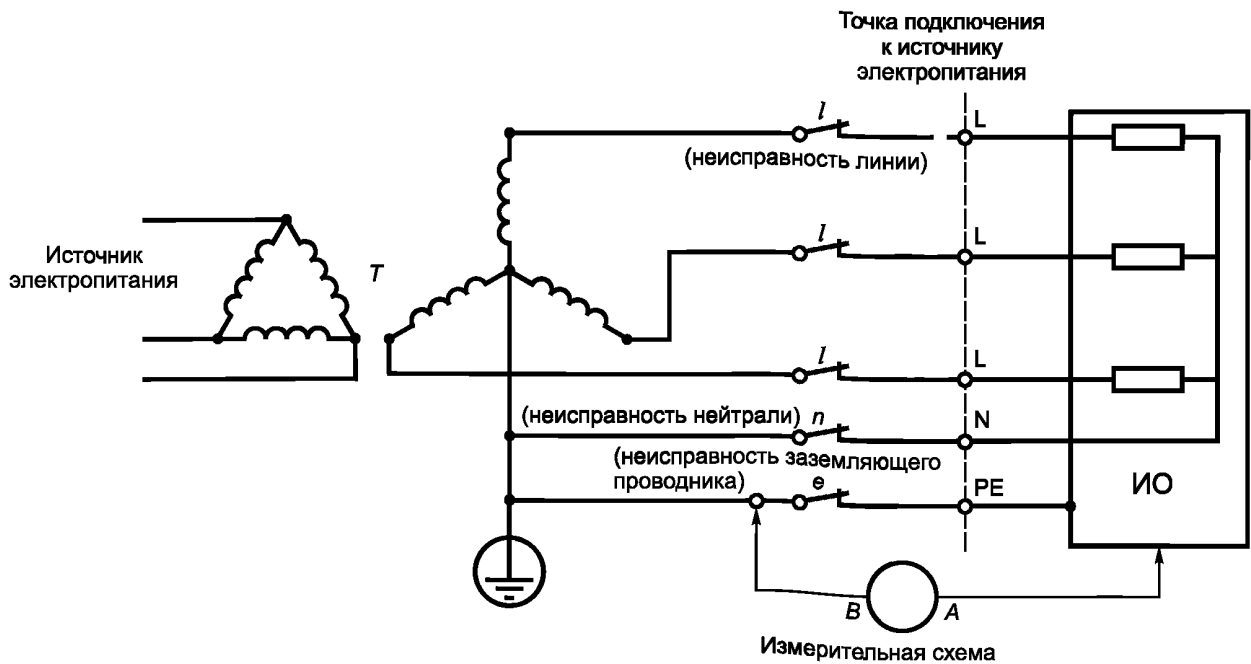 Точка подключения
к источнику
электропитания
l
L
(неисправность линии)
Источник
электропитания
T
l
L
l
L
(неисправность нейтрали) n
N
(неисправность заземляющего
проводника)
e
PE
ИО
B
A
Измерительная схема